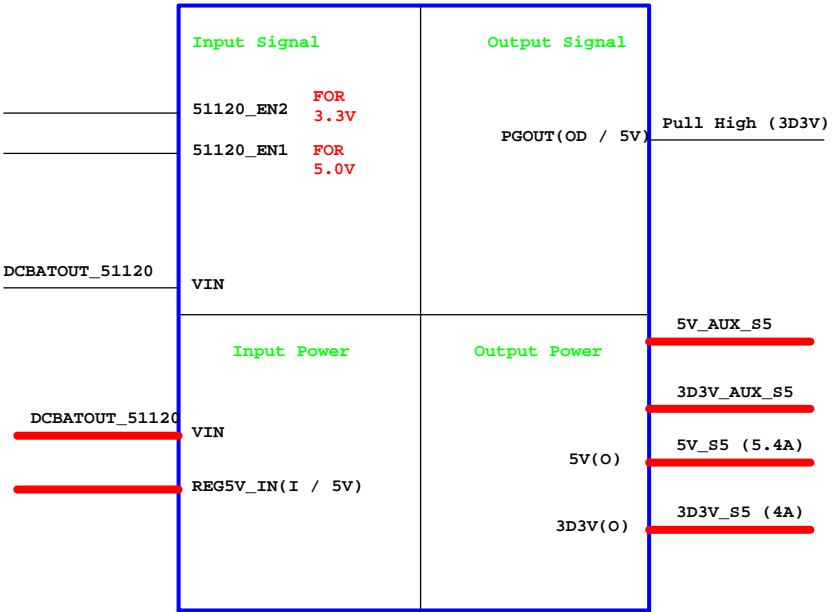 Input Signal
Output Signal
51120_EN2
FOR
3.3V
Pull High (3D3V)
PGOUT(OD / 5V)
51120_EN1
FOR
5.0V
DCBATOUT_51120
VIN
5V_AUX_S5
Input Power
Output Power
3D3V_AUX_S5
DCBATOUT_51120
VIN
5V_S5 (5.4A)
5V(O)
REG5V_IN(I / 5V)
3D3V_S5 (4A)
3D3V(O)